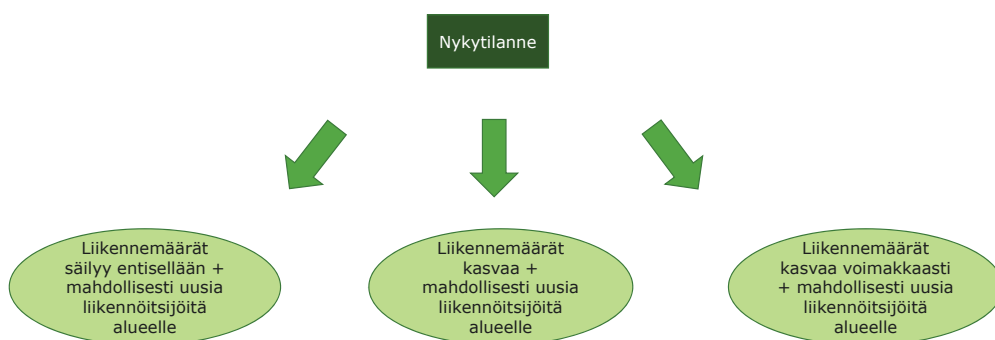 Nykytilanne
Liikennemäärät
säilyy entisellään +
mahdollisesti uusia
liikennöitsijöitä
alueelle
Liikennemäärät
kasvaa +
mahdollisesti uusia
liikennöitsijöitä
alueelle
Liikennemäärät
kasvaa voimakkaasti
+ mahdollisesti uusia
liikennöitsijöitä
alueelle